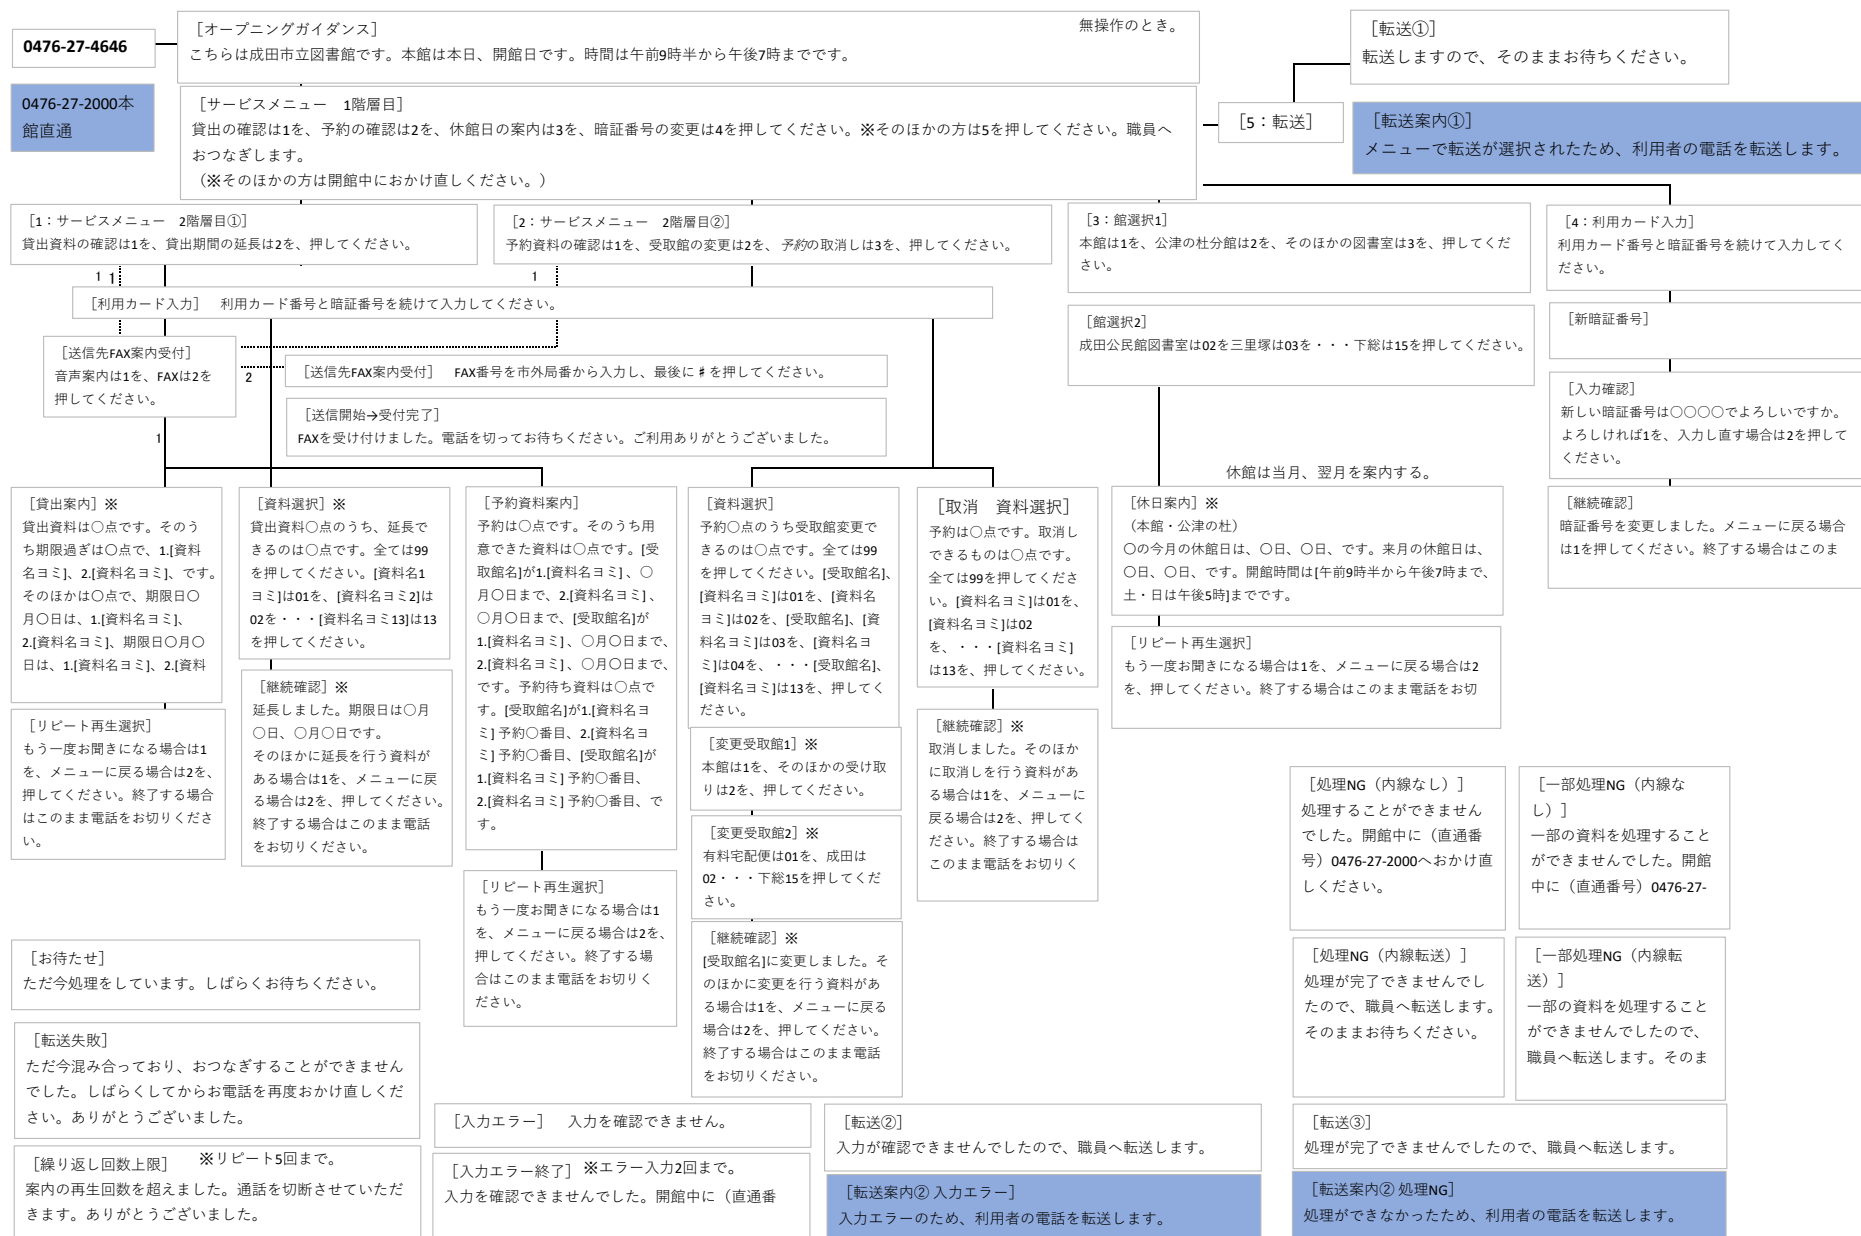 0476-27-4646
0476-27-2000本
館直通
［オープニングガイダンス］
無操作のとき。
こちらは成田市立図書館です。本館は本日、開館日です。時間は午前9時半から午後7時までです。
［サービスメニュー　1階層目］
貸出の確認は1を、予約の確認は2を、休館日の案内は3を、暗証番号の変更は4を押してください。※そのほかの方は5を押してください。職員へ
おつなぎします。
（※そのほかの方は開館中におかけ直しください。）
［5：転送］
［転送①］
転送しますので、そのままお待ちください。
［転送案内①］
メニューで転送が選択されたため、利用者の電話を転送します。
［1：サービスメニュー　2階層目①］
貸出資料の確認は1を、貸出期間の延長は2を、押してください。
［2：サービスメニュー　2階層目②］
予約資料の確認は1を、受取館の変更は2を、予約の取消しは3を、押してください。
［3：館選択1］
本館は1を、公津の杜分館は2を、そのほかの図書室は3を、押してくだ
さい。
［4：利用カード入力］
利用カード番号と暗証番号を続けて入力してく
ださい。
1
1
1
［利用カード入力］　利用カード番号と暗証番号を続けて入力してください。
［館選択2］
成田公民館図書室は02を三里塚は03を・・・下総は15を押してください。
［新暗証番号］
［送信先FAX案内受付］
音声案内は1を、FAXは2を
押してください。
2
1
［送信先FAX案内受付］　FAX番号を市外局番から入力し、最後に♯を押してください。
［送信開始→受付完了］
FAXを受け付けました。電話を切ってお待ちください。ご利用ありがとうございました。
［入力確認］
新しい暗証番号は〇〇〇〇でよろしいですか。
よろしければ1を、入力し直す場合は2を押して
ください。
休館は当月、翌月を案内する。
［貸出案内］※
貸出資料は〇点です。そのう
ち期限過ぎは〇点で、1.[資料
名ヨミ]、2.[資料名ヨミ]、です。
そのほかは〇点で、期限日〇
月〇日は、1.[資料名ヨミ]、
2.[資料名ヨミ]、期限日〇月〇
日は、1.[資料名ヨミ]、2.[資料
［資料選択］※
貸出資料〇点のうち、延長で
きるのは〇点です。全ては99
を押してください。[資料名1
ヨミ]は01を、[資料名ヨミ2]は
02を・・・[資料名ヨミ13]は13
を押してください。
［予約資料案内］
予約は〇点です。そのうち用
意できた資料は〇点です。[受
取館名]が1.[資料名ヨミ]、〇
月〇日まで、2.[資料名ヨミ]、
〇月〇日まで、[受取館名]が
1.[資料名ヨミ]、〇月〇日まで、
2.[資料名ヨミ]、〇月〇日まで、
です。予約待ち資料は〇点で
す。[受取館名]が1.[資料名ヨ
ミ] 予約〇番目、2.[資料名ヨ
ミ] 予約〇番目、[受取館名]が
1.[資料名ヨミ] 予約〇番目、
2.[資料名ヨミ] 予約〇番目、で
す。
［資料選択］
予約〇点のうち受取館変更で
きるのは〇点です。全ては99
を押してください。[受取館名]、
[資料名ヨミ]は01を、[資料名
ヨミ]は02を、[受取館名]、[資
料名ヨミ]は03を、[資料名ヨ
ミ]は04を、・・・[受取館名]、
[資料名ヨミ]は13を、押してく
ださい。
［取消　資料選択］
予約は〇点です。取消し
できるものは〇点です。
全ては99を押してくださ
い。[資料名ヨミ]は01を、
[資料名ヨミ]は02
を、・・・[資料名ヨミ]
は13を、押してください。
［休日案内］※
（本館・公津の杜）
〇の今月の休館日は、〇日、〇日、です。来月の休館日は、
〇日、〇日、です。開館時間は[午前9時半から午後7時まで、
土・日は午後5時]までです。
［継続確認］
暗証番号を変更しました。メニューに戻る場合
は1を押してください。終了する場合はこのま
［リピート再生選択］
もう一度お聞きになる場合は1を、メニューに戻る場合は2
を、押してください。終了する場合はこのまま電話をお切
［リピート再生選択］
もう一度お聞きになる場合は1
を、メニューに戻る場合は2を、
押してください。終了する場合
はこのまま電話をお切りくださ
い。
［継続確認］※
延長しました。期限日は〇月
〇日、〇月〇日です。
そのほかに延長を行う資料が
ある場合は1を、メニューに戻
る場合は2を、押してください。
終了する場合はこのまま電話
をお切りください。
［リピート再生選択］
もう一度お聞きになる場合は1
を、メニューに戻る場合は2を、
押してください。終了する場
合はこのまま電話をお切りく
ださい。
［変更受取館1］※
本館は1を、そのほかの受け取
りは2を、押してください。
［変更受取館2］※
有料宅配便は01を、成田は
02・・・下総15を押してくだ
さい。
［継続確認］※
[受取館名]に変更しました。そ
のほかに変更を行う資料があ
る場合は1を、メニューに戻る
場合は2を、押してください。
終了する場合はこのまま電話
をお切りください。
［継続確認］※
取消しました。そのほか
に取消しを行う資料があ
る場合は1を、メニューに
戻る場合は2を、押してく
ださい。終了する場合は
このまま電話をお切りく
［処理NG（内線なし）］
処理することができません
でした。開館中に（直通番
号）0476-27-2000へおかけ直
しください。
［一部処理NG（内線な
し）］
一部の資料を処理すること
ができませんでした。開館
中に（直通番号）0476-27-
［処理NG（内線転送）］
処理が完了できませんでし
たので、職員へ転送します。
そのままお待ちください。
［一部処理NG（内線転
送）］
一部の資料を処理すること
ができませんでしたので、
職員へ転送します。そのま
［お待たせ］
ただ今処理をしています。しばらくお待ちください。
［転送失敗］
ただ今混み合っており、おつなぎすることができません
でした。しばらくしてからお電話を再度おかけ直しくだ
さい。ありがとうございました。
［繰り返し回数上限］　※リピート5回まで。
案内の再生回数を超えました。通話を切断させていただ
きます。ありがとうございました。
［入力エラー］　入力を確認できません。
［入力エラー終了］※エラー入力2回まで。
入力を確認できませんでした。開館中に（直通番
［転送②］
入力が確認できませんでしたので、職員へ転送します。
［転送案内② 入力エラー］
入力エラーのため、利用者の電話を転送します。
［転送③］
処理が完了できませんでしたので、職員へ転送します。
［転送案内② 処理NG］
処理ができなかったため、利用者の電話を転送します。